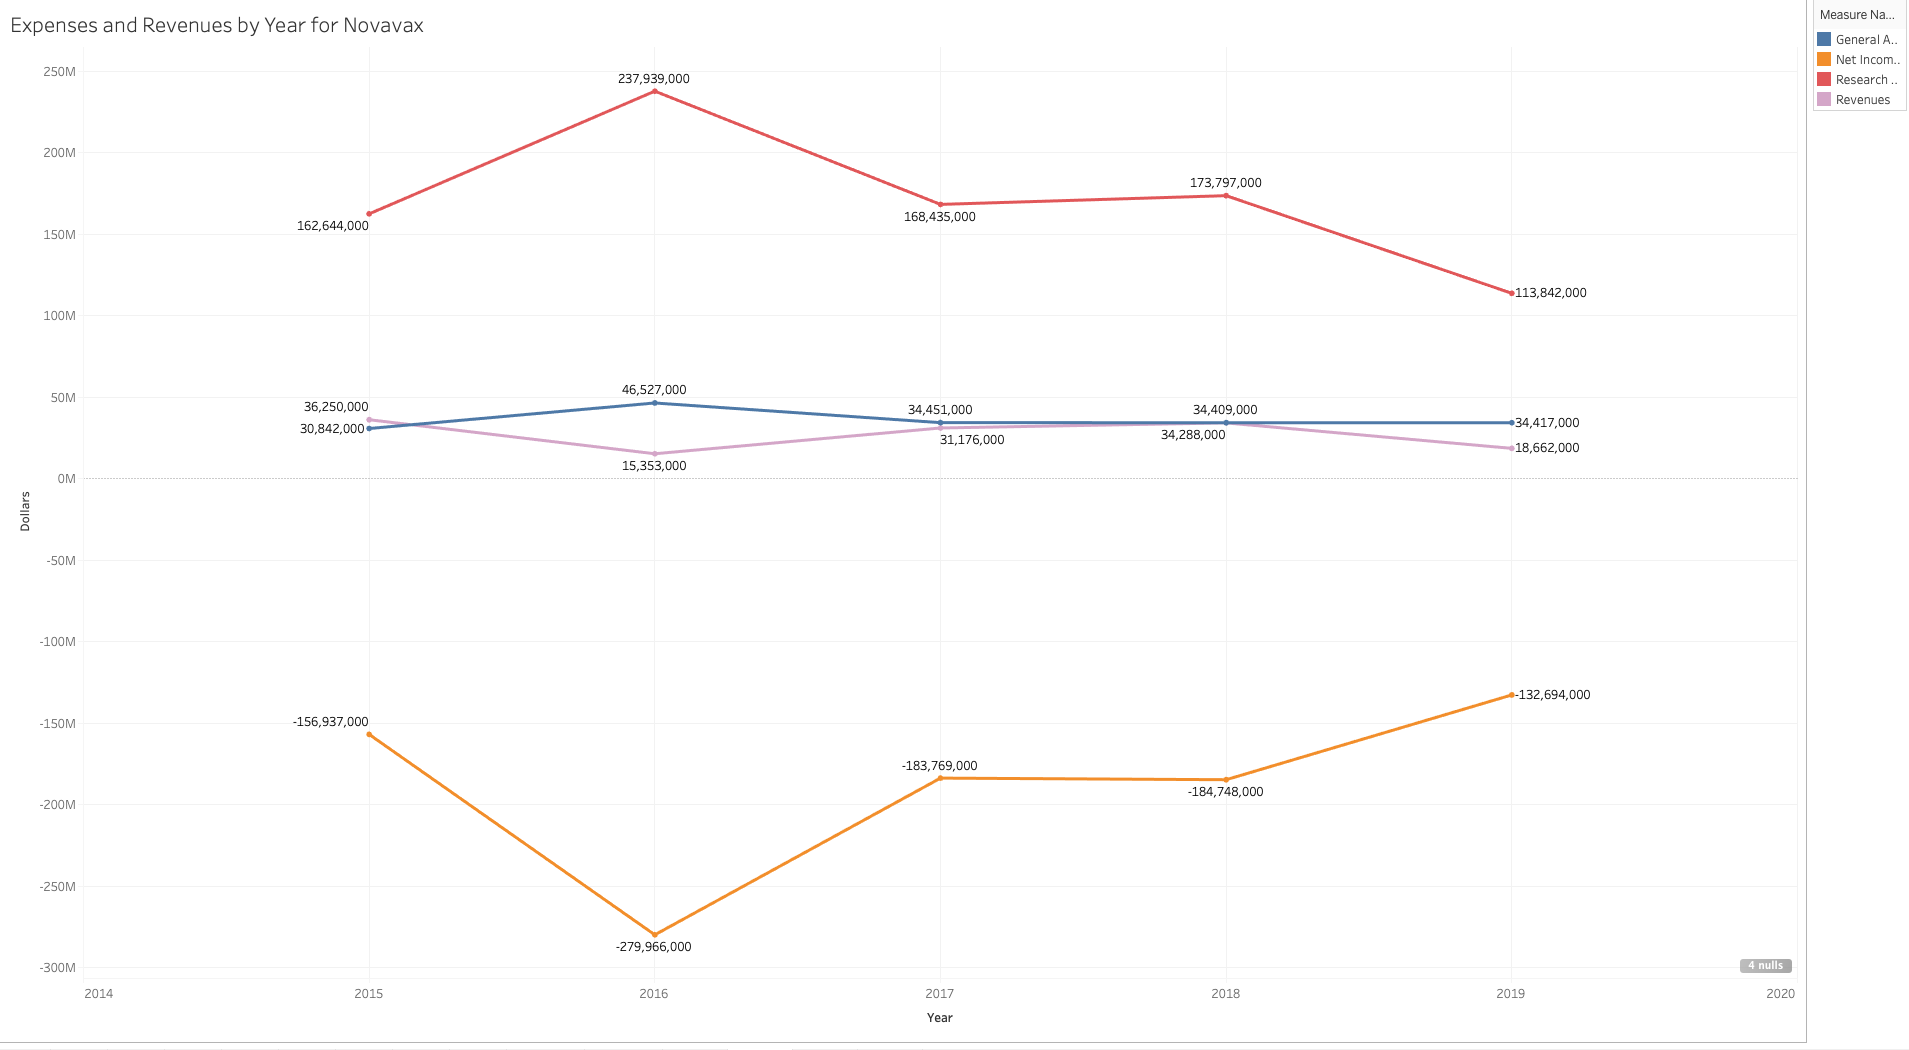 Expenses and Revenues by Year for Novavax
Measure Na...
General A..
Net Incom..
Research ..
Revenues
250M
200M
150M
100M
50M
0M
-50M
-100M
-150M
-200M
-250M
-300M
Dollars
237,939,000
162,644,000
168,435,000
173,797,000
113,842,000
36,250,000
30,842,000
46,527,000
15,353,000
34,451,000
31,176,000
34,409,000
34,288,000
34,417,000
18,662,000
-156,937,000
-279,966,000
-183,769,000
-184,748,000
-132,694,000
4 nulls
2014 2015 2016 2017 2018 2019 2020
Year